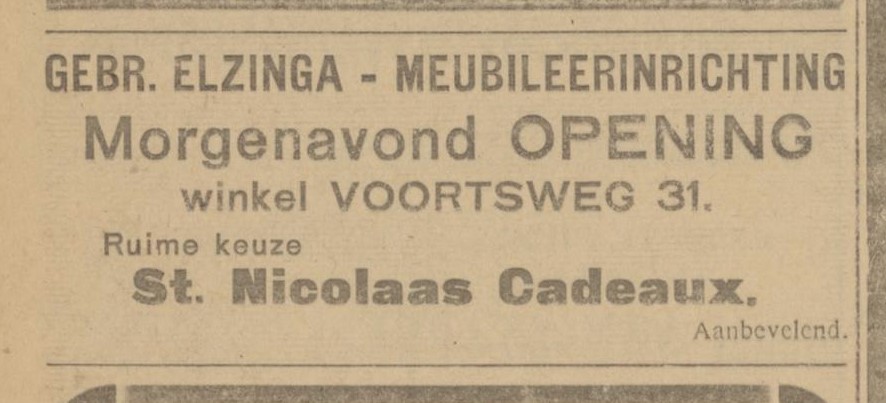 GEBR. ELZINGA - MEUBILEERINRICHTING
Morgenavond OPENING
winkel VOORTSWEG 31.
Ruime keuze
St. Nicolaas Cadeaux.
Aanbevelend.